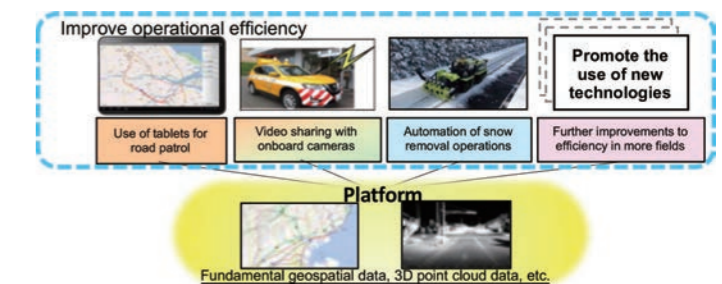 Improve operational efficiency
Promote the
use of new
technologies
Use of tablets for
road patrol
Video sharing with
onboard cameras
Automation of snow
removal operations
Further improvements to
efficiency in more fields
Platform
Fundamental geospatial data, 3D point cloud data, etc.